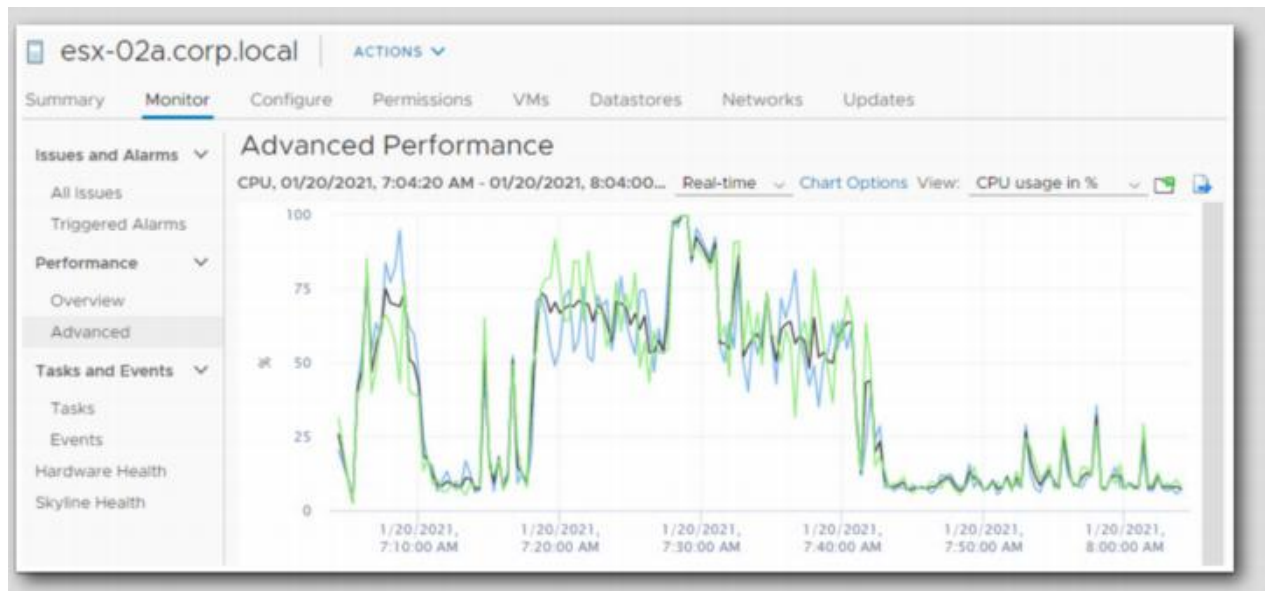 esx-02a.corp.local ACTIONS
Summary Monitor Configure Permissions VMs Datastores Networks Updates
Issues and Alarms
All Issues
Triggered Alarms
Performance
Overview
Advanced
Tasks and Events
Tasks
Events
Hardware Health
Skyline Health
Advanced Performance
CPU, 01/20/2021, 7:04:20 AM - 01/20/2021, 8:04:00... Real-time Chart Options View: CPU usage in %
100
75
% 50
25
0
1/20/2021, 1/20/2021, 1/20/2021, 1/20/2021, 1/20/2021, 1/20/2021,
7:10:00 AM 7:20:00 AM 7:30:00 AM 7:40:00 AM 7:50:00 AM 8:00:00 AM